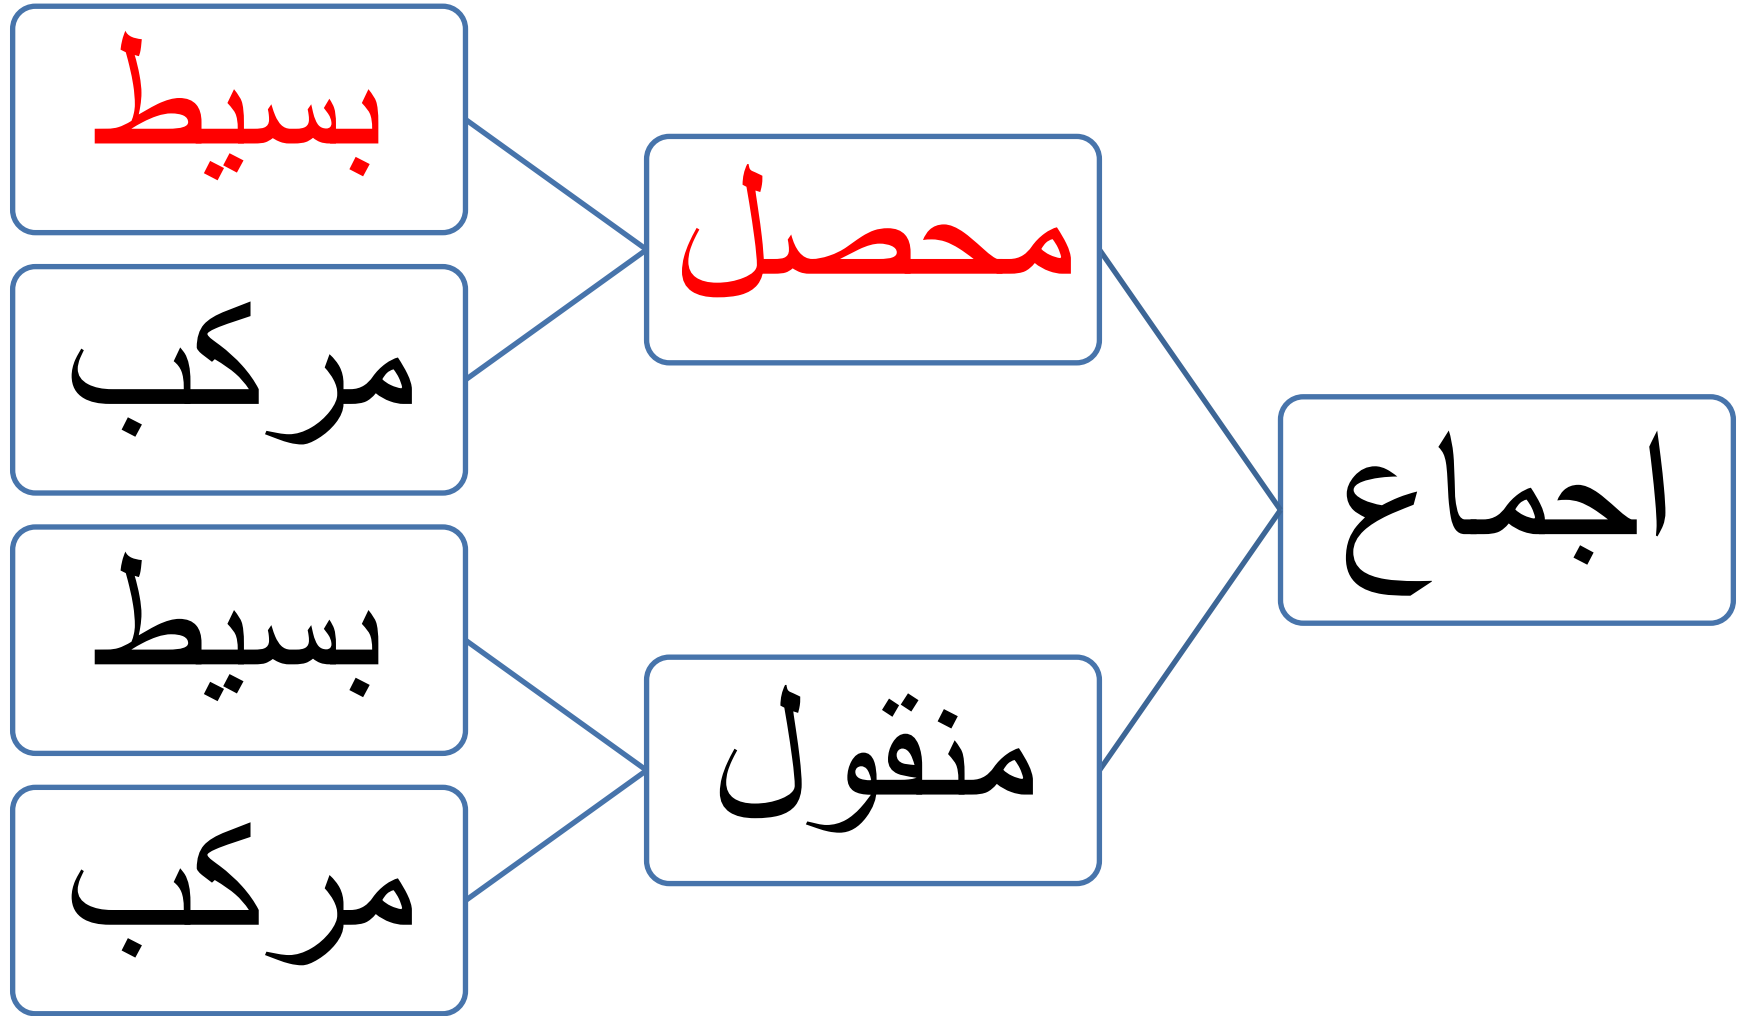 اجماع
محصل
بسيط
مركب
منقول
بسيط
مركب